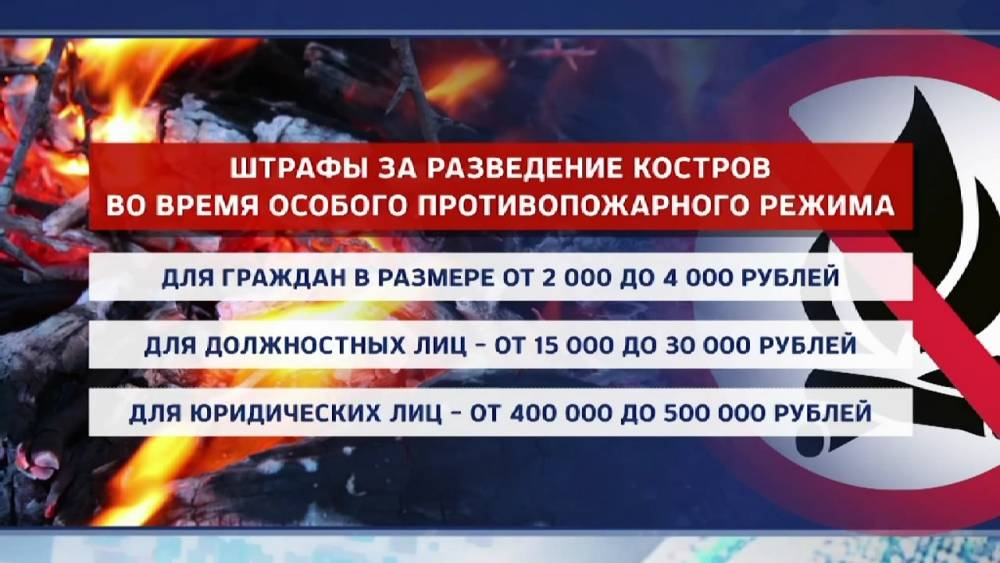 ШТРАФЫ ЗА РАЗВЕДЕНИЕ КОСТРОВ
ВО ВРЕМЯ ОСОБОГО ПРОТИВОПОЖАРНОГО РЕЖИМА
ДЛЯ ГРАЖДАН В РАЗМЕРЕ ОТ 2 000 ДО 4 000 РУБЛЕЙ
ДЛЯ ДОЛЖНОСТНЫХ ЛИЦ - ОТ 15 000 ДО 30 000 РУБЛЕЙ
ДЛЯ ЮРИДИЧЕСКИХ ЛИЦ - ОТ 400 000 ДО 500 000 РУБЛЕЙ